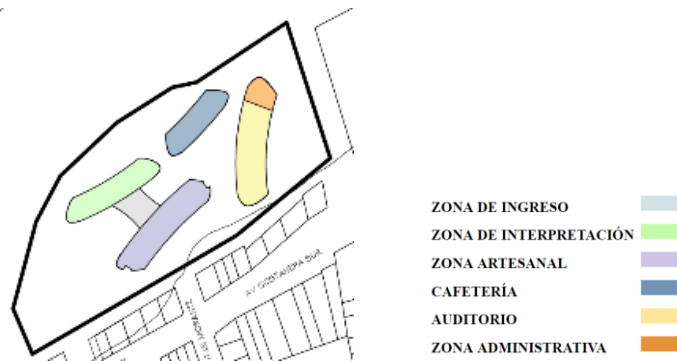 ZONA DE INGRESO
ZONA DE INTERPRETACIÓN
ZONA ARTESANAL
CAFETERÍA
AUDITORIO
ZONA ADMINISTRATIVA
AV COSTANERA SUR